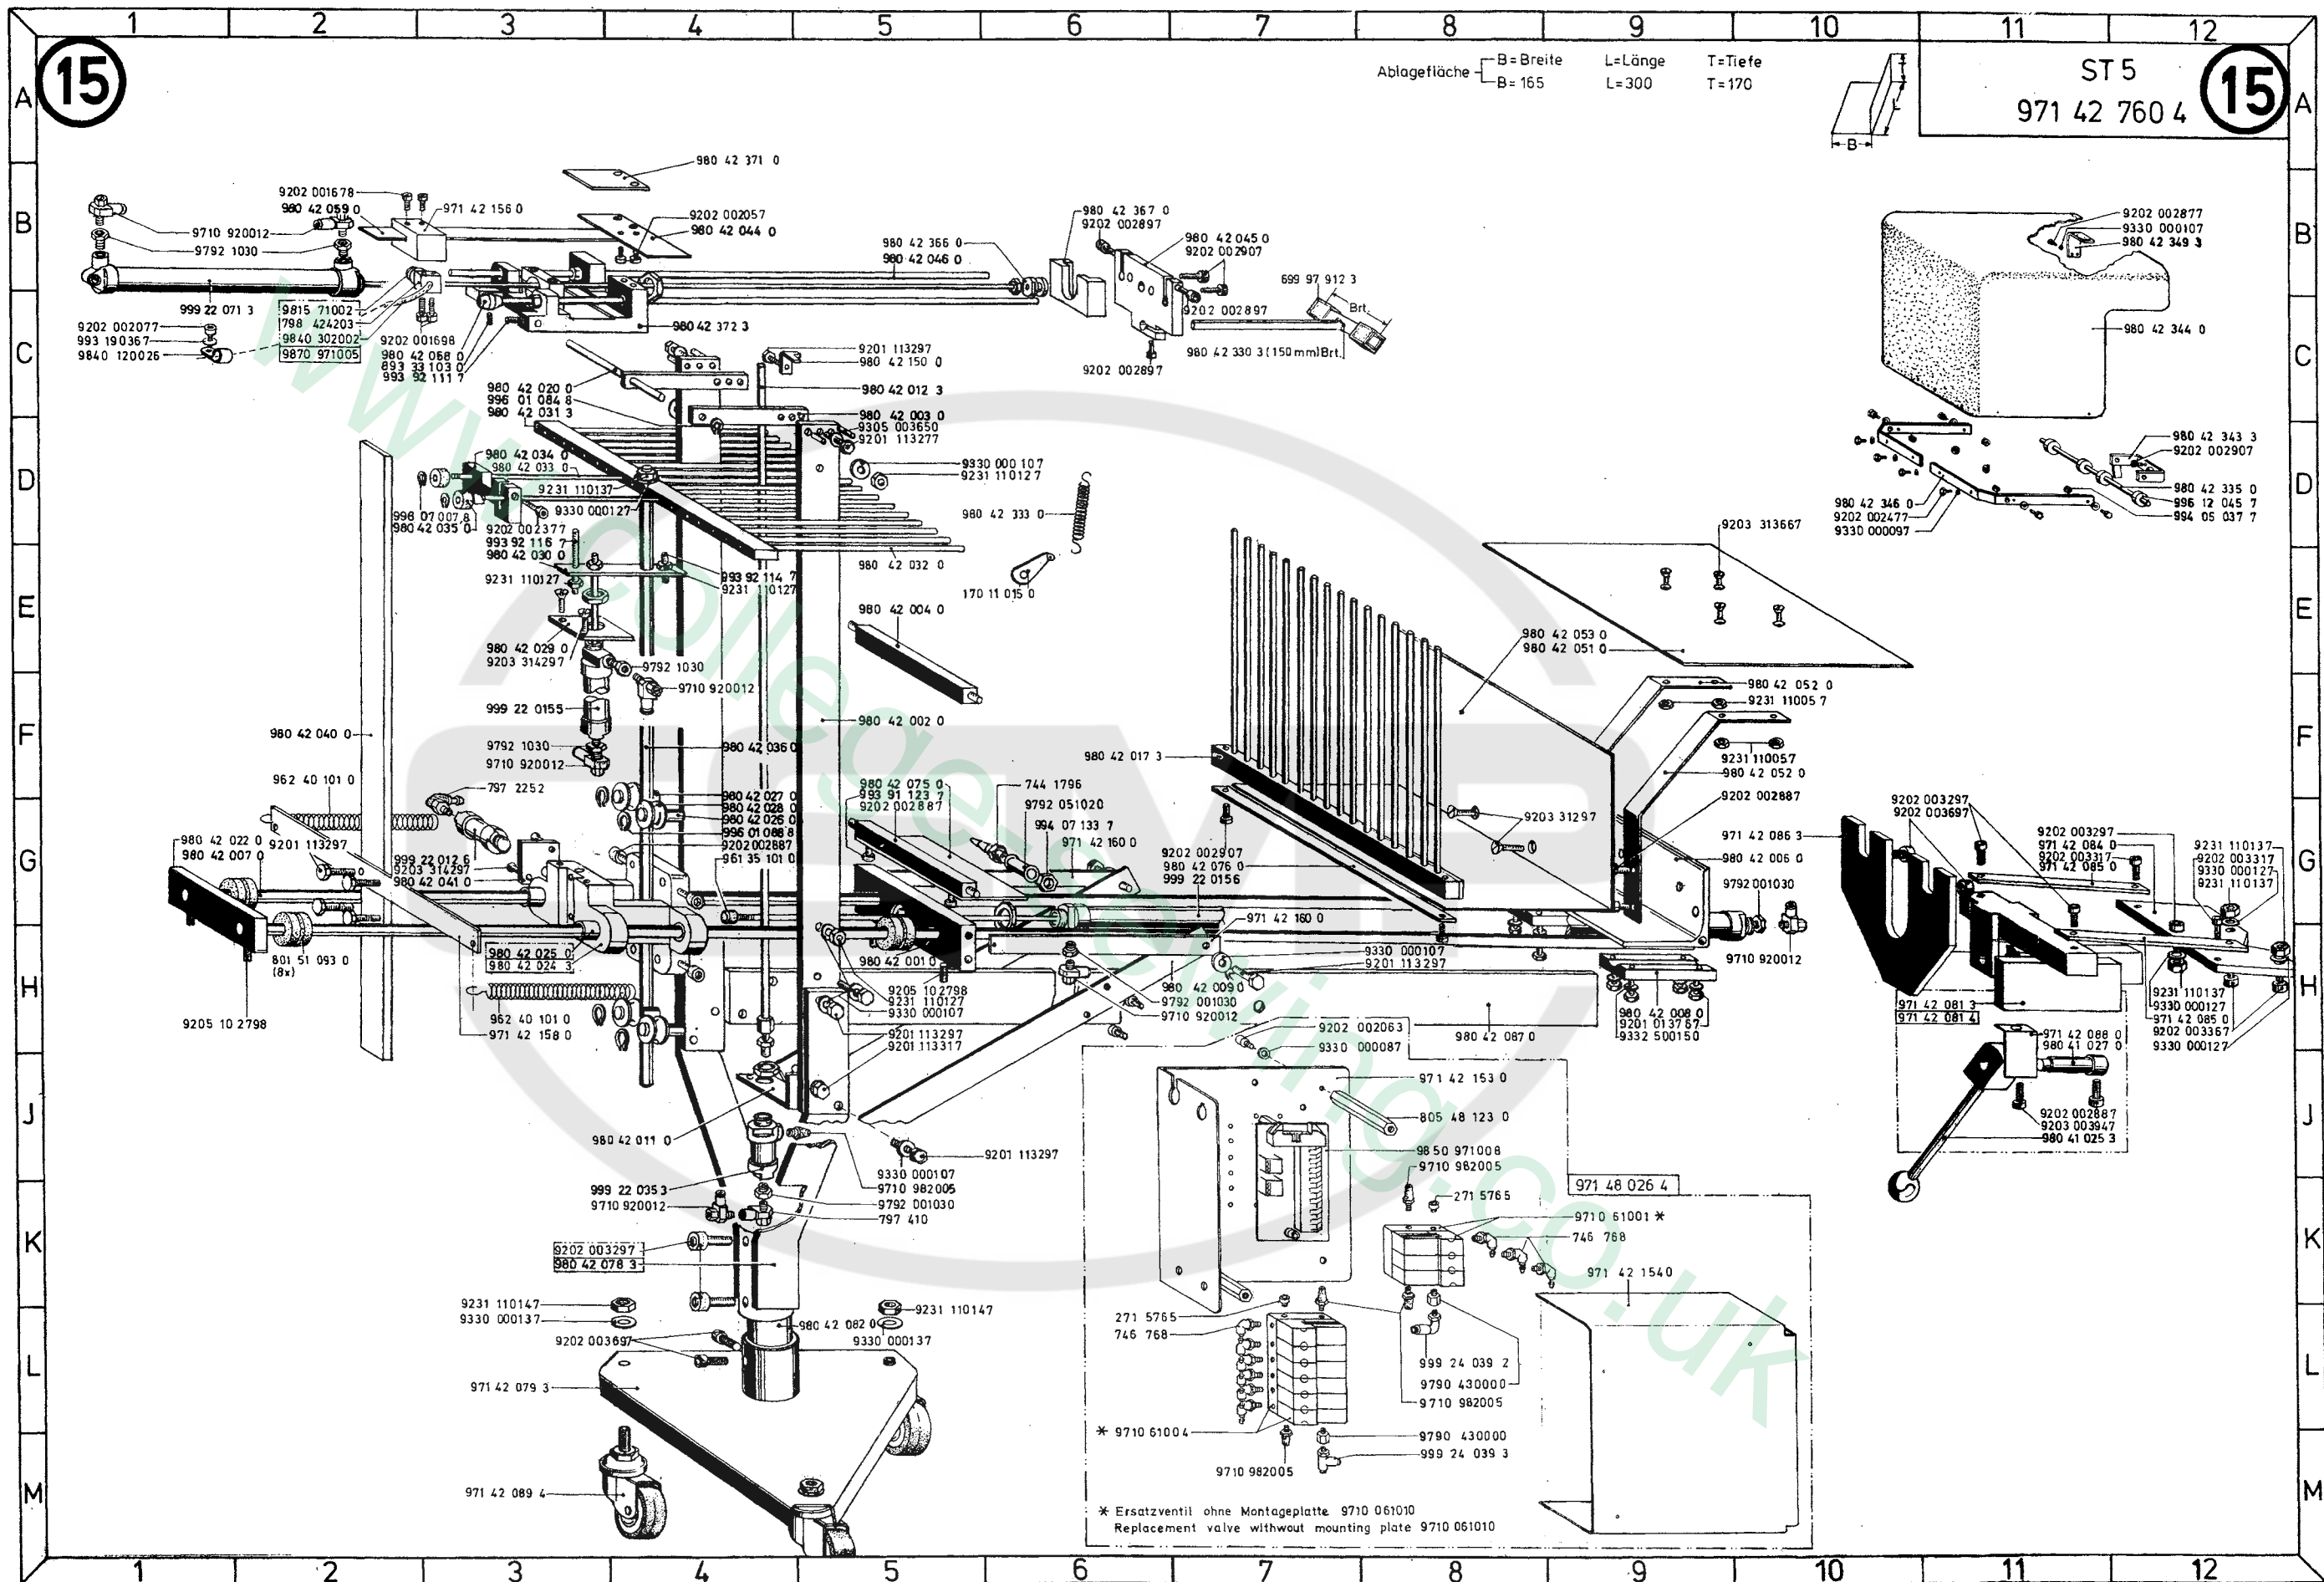 1 2 3 4 5 6 7 8 9 10 11 12
15
Ablagefläche B=Breite L=Länge T=Tiefe
B=165 L=300 T=170
B
L
ST 5
971 42 760 4
15
A
A
980 42 371 0
9202 001678
980 42 059 0
971 42 156 0
9710 920012
9792 1030
9202 002057
980 42 044 0
980 42 366 0
980 42 046 0
980 42 367 0
9202 002897
980 42 045 0
9202 002907
699 97 912 3
Brt.
9202 002897
980 42 330 3 (150 mm)Brt.
9202 002897
9202 002877
9330 000107
980 42 349 3
B
B
999 22 071 3
9815 71002
798 424203
9840 302002
9870 971005
9202 002077
993 190367
9840 120026
9202 001698
980 42 068 0
893 33 103 0
993 92 111 7
980 42 372 3
9201 113297
980 42 150 0
980 42 012 3
980 42 020 0
996 01 084 8
980 42 031 3
980 42 003 0
9305 003650
9201 113277
980 42 344 0
C
C
980 42 034 0
980 42 033 0
9231 110137
9330 000127
996 07 007 8
980 42 035 0
9202 002377
993 92 116 7
980 42 030 0
9330 000 107
9231 110127
980 42 333 0
980 42 343 3
9202 002907
980 42 335 0
996 12 045 7
994 05 037 7
980 42 346 0
9202 002477
9330 000097
D
D
9231 110127
993 92 114 7
9231 110127
980 42 032 0
170 11 015 0
980 42 004 0
9203 313667
980 42 053 0
980 42 051 0
980 42 029 0
9203 314297
9792 1030
9710 920012
E
E
980 42 052 0
9231 11005 7
999 22 0155
980 42 002 0
980 42 040 0
980 42 036 0
9792 1030
9710 920012
980 42 017 3
9231 110057
980 42 052 0
F
F
962 40 101 0
797 2252
980 42 027 0
980 42 028 0
980 42 026 0
996 01 088 8
9202 002887
961 35 101 0
980 42 075 0
993 91 123 7
9202 002887
744 1796
9792 051020
994 07 133 7
971 42 160 0
9202 002887
9203 31297
9202 002907
980 42 076 0
999 22 0156
971 42 160 0
971 42 086 3
980 42 006 0
9792 001030
9202 003297
9202 003697
9202 003297
971 42 084 0
9202 003317
971 42 085 0
9231 110137
9202 003317
9330 000127
9231 110137
980 42 022 0
980 42 007 0
9201 113297
999 22 012 6
9203 314297
980 42 041 0
G
G
801 51 093 0
(8x)
980 42 025 0
980 42 024 3
9205 10 2798
962 40 101 0
971 42 158 0
980 42 001 0
9205 10 2798
9231 110127
9330 000107
9201 113297
9201 113317
9330 000107
9201 113297
980 42 009 0
9792 001030
9710 920012
9710 920012
980 42 008 0
9201 013767
9332 500150
980 42 087 0
971 42 081 3
971 42 081 4
9231 110137
9330 000127
971 42 085 0
9202 003367
9330 000127
H
H
9202 002063
9330 000087
971 42 153 0
805 48 123 0
971 42 088 0
980 41 027 0
9202 002887
9203 003947
980 41 025 3
980 42 011 0
9201 113297
9330 000107
9710 982005
9792 001030
797 410
999 22 035 3
9710 920012
9850 971008
9710 982005
J
J
971 48 026 4
271 5765
9710 61001 *
746 768
9202 003297
980 42 078 3
971 42 1540
K
K
9231 110147
9330 000137
9202 003697
9231 110147
980 42 082 0
9330 000137
971 42 079 3
271 5765
746 768
999 24 039 2
9790 430000
9710 982005
L
L
* 9710 61004
9790 430000
999 24 039 3
9710 982005
971 42 089 4
* Ersatzventil ohne Montageplatte 9710 061010
Replacement valve withwout mounting plate 9710 061010
M
M
1 2 3 4 5 6 7 8 9 10 11 12
www.collegesewing.co.uk